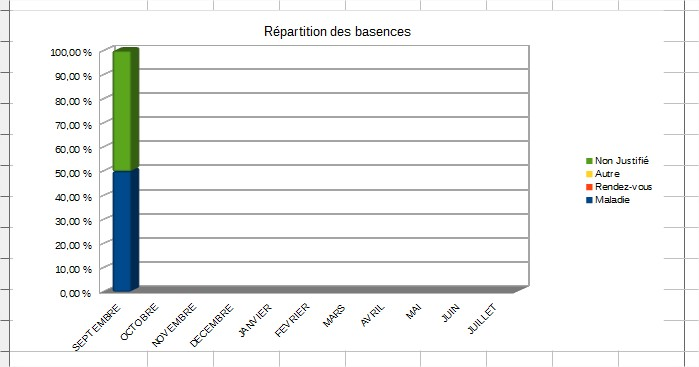 Répartition des basences
100,00 %
90,00 %
80,00 %
70,00 %
60,00 %
50,00 %
40,00 %
30,00 %
20,00 %
10,00 %
0,00 %
SEPTEMBRE
OCTOBRE
NOVEMBRE
DECEMBRE
JANVIER
FEVRIER
MARS
AVRIL
MAI
JUIN
JUILLET
Non Justifié
Autre
Rendez-vous
Maladie